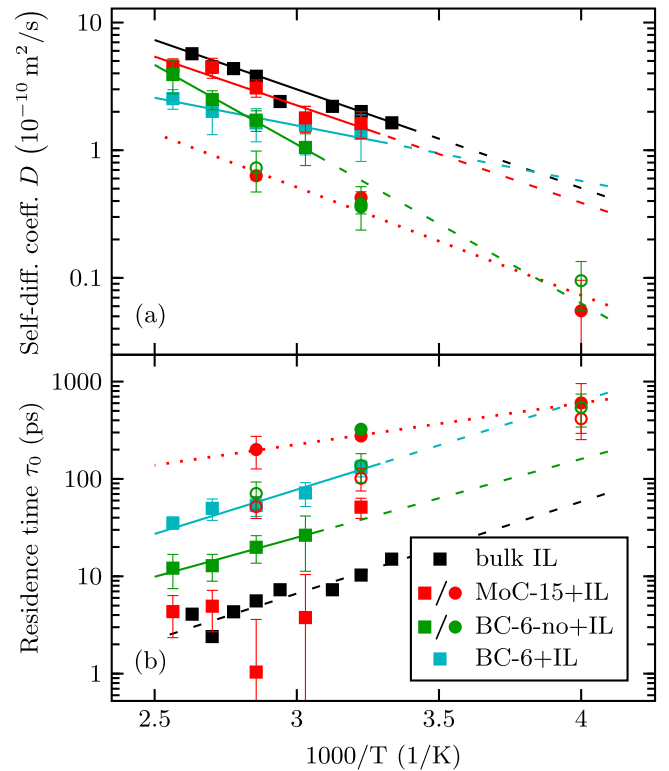 Self-diff. coeff. D (10⁻¹⁰ m²/s)
10
1
0.1
(a)
Residence time τ₀ (ps)
1000
100
10
1
(b)
bulk IL
/ MoC-15+IL
/ BC-6-no+IL
BC-6+IL
2.5 3 3.5 4
1000/T (1/K)